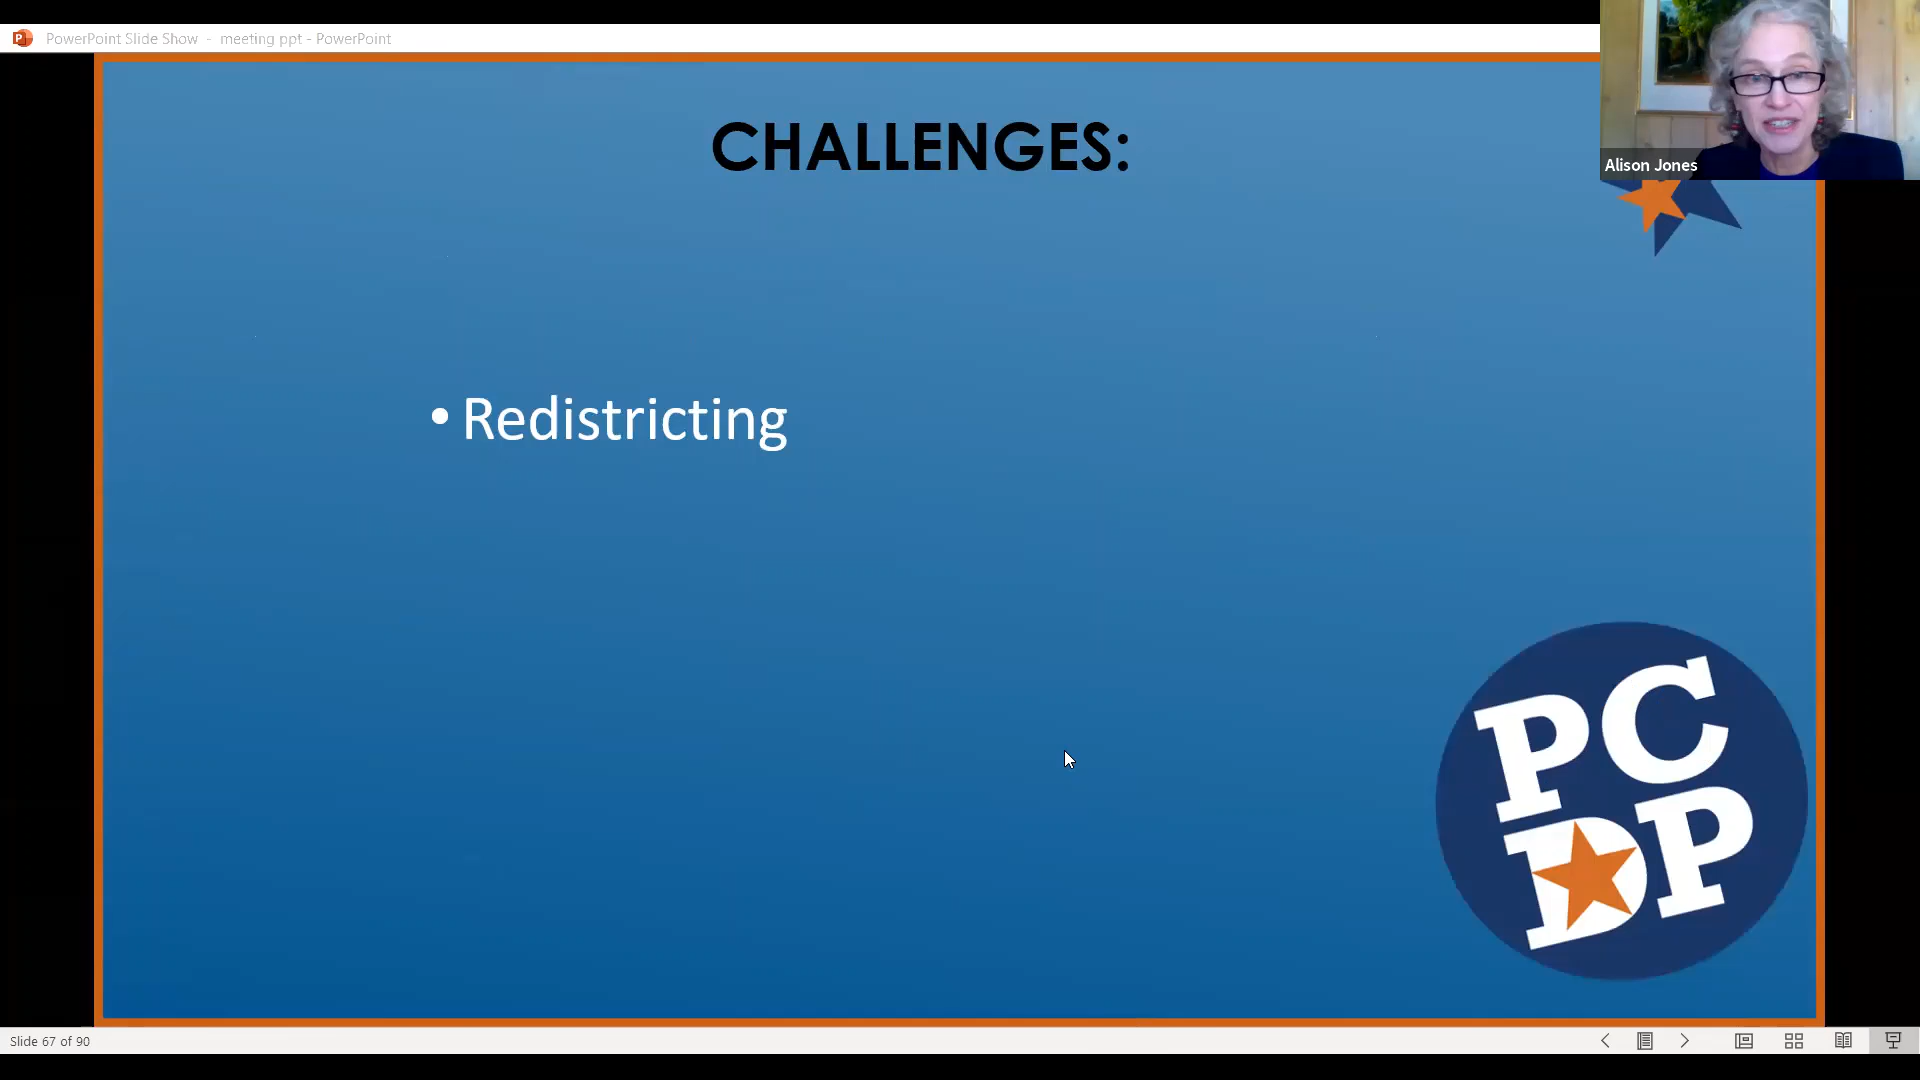 PowerPoint Slide Show - meeting ppt - PowerPoint
Alison Jones
CHALLENGES:
• Redistricting
PC
DP
Slide 67 of 90